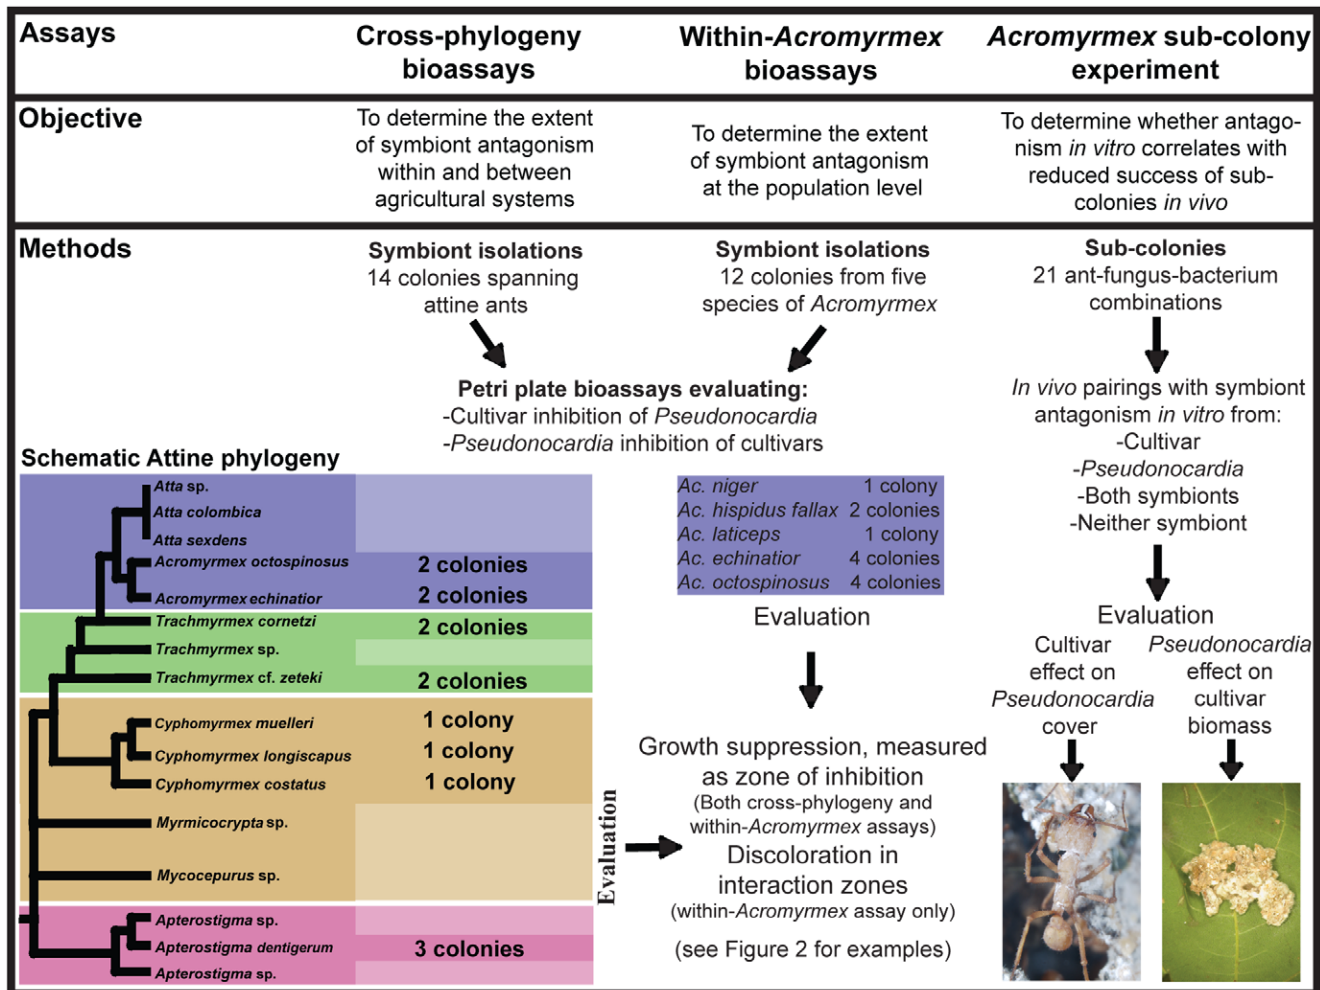 Assays
Cross-phylogeny
bioassays
Within-Acromyrmex
bioassays
Acromyrmex sub-colony
experiment
Objective
To determine the extent
of symbiont antagonism
within and between
agricultural systems
To determine the extent
of symbiont antagonism
at the population level
To determine whether antago-
nism in vitro correlates with
reduced success of sub-
colonies in vivo
Methods
Symbiont isolations
14 colonies spanning
attine ants
Symbiont isolations
12 colonies from five
species of Acromyrmex
Sub-colonies
21 ant-fungus-bacterium
combinations
Petri plate bioassays evaluating:
-Cultivar inhibition of Pseudonocardia
-Pseudonocardia inhibition of cultivars
In vivo pairings with symbiont
antagonism in vitro from:
-Cultivar
-Pseudonocardia
-Both symbionts
-Neither symbiont
Schematic Attine phylogeny
Atta sp.
Atta colombica
Atta sexdens
Acromyrmex octospinosus 2 colonies
Acromyrmex echinatior 2 colonies
Trachmyrmex cornetzi 2 colonies
Trachmyrmex sp.
Trachmyrmex cf. zeteki 2 colonies
Cyphomyrmex muelleri 1 colony
Cyphomyrmex longiscapus 1 colony
Cyphomyrmex costatus 1 colony
Myrmicocrypta sp.
Mycocepurus sp.
Apterostigma sp.
Apterostigma dentigerum 3 colonies
Apterostigma sp.
Evaluation
Ac. niger 1 colony
Ac. hispidus fallax 2 colonies
Ac. laticeps 1 colony
Ac. echinatior 4 colonies
Ac. octospinosus 4 colonies
Evaluation
Growth suppression, measured
as zone of inhibition
(Both cross-phylogeny and
within-Acromyrmex assays)
Discoloration in
interaction zones
(within-Acromyrmex assay only)
(see Figure 2 for examples)
Evaluation
Cultivar
effect on
Pseudonocardia
cover
Pseudonocardia
effect on
cultivar
biomass